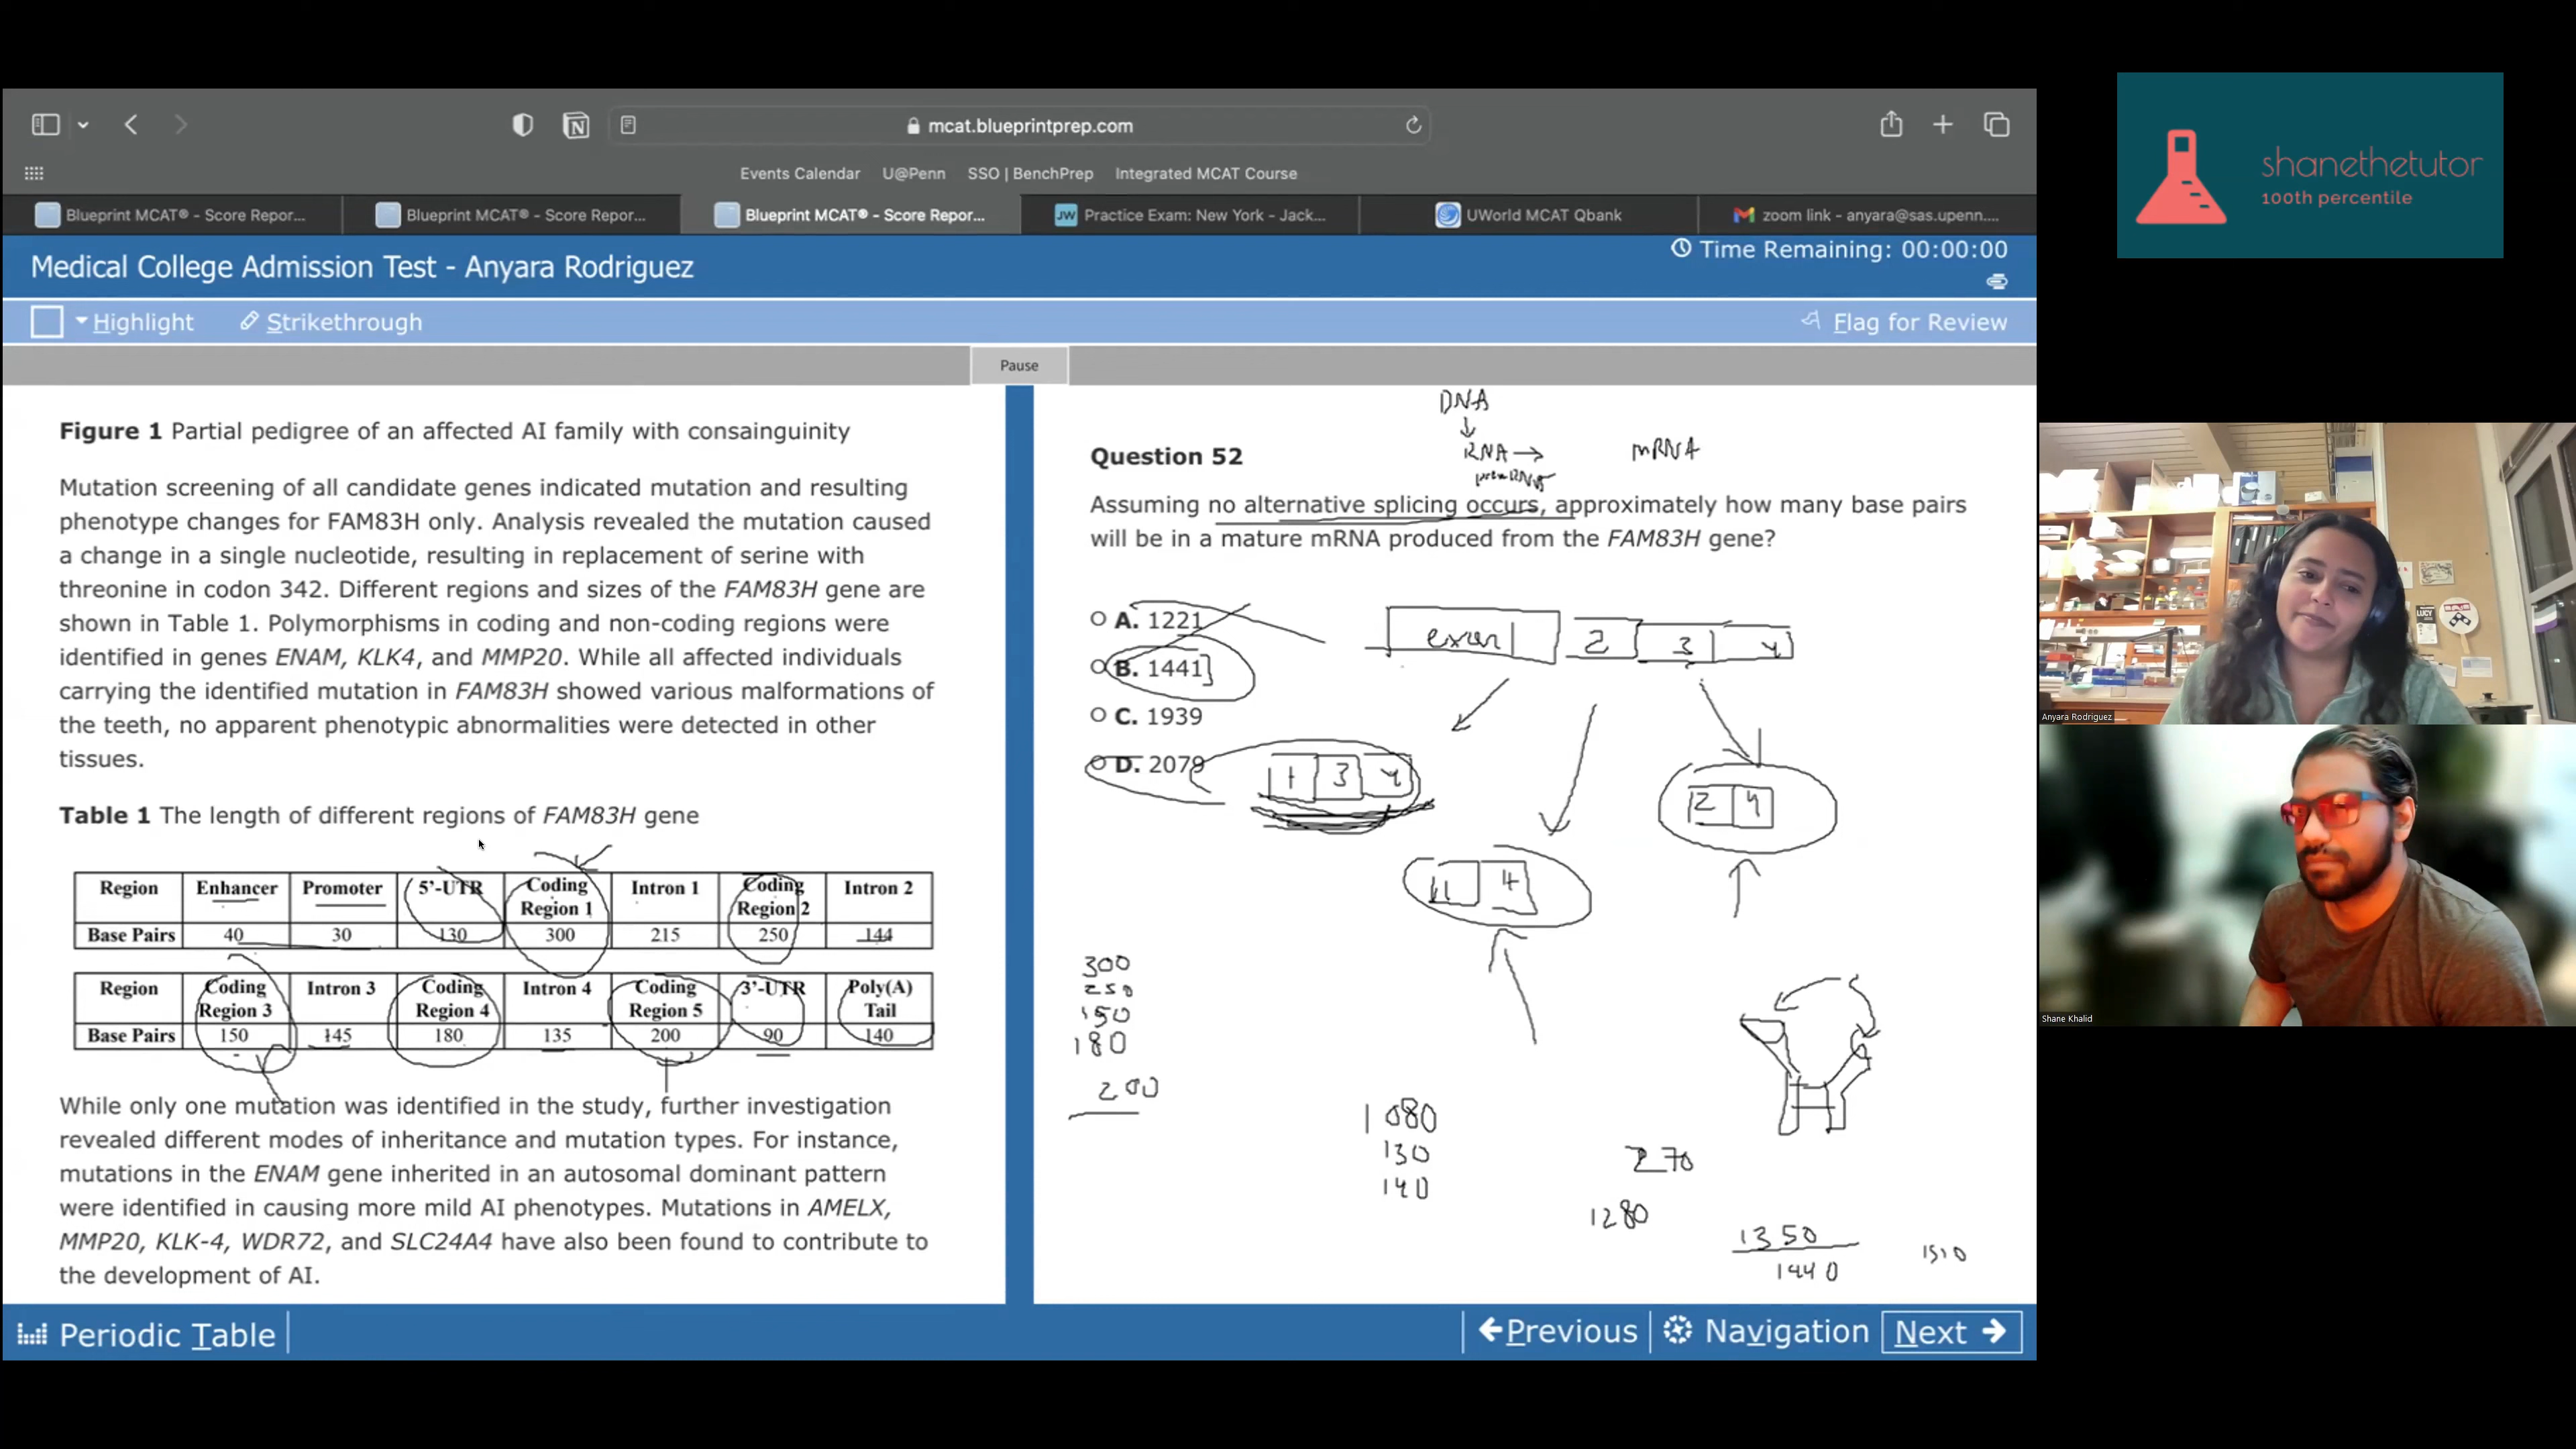 mcat.blueprintprep.com
Events Calendar U@Penn SSO | BenchPrep Integrated MCAT Course
Blueprint MCAT® - Score Repor...
Blueprint MCAT® - Score Repor...
Blueprint MCAT® - Score Repor...
Practice Exam: New York - Jack...
UWorld MCAT Qbank
zoom link - anyara@sas.upenn....
Medical College Admission Test - Anyara Rodriguez
Time Remaining: 00:00:00
Highlight Strikethrough
Flag for Review
Pause
Figure 1 Partial pedigree of an affected AI family with consainguinity
Mutation screening of all candidate genes indicated mutation and resulting
phenotype changes for FAM83H only. Analysis revealed the mutation caused
a change in a single nucleotide, resulting in replacement of serine with
threonine in codon 342. Different regions and sizes of the FAM83H gene are
shown in Table 1. Polymorphisms in coding and non-coding regions were
identified in genes ENAM, KLK4, and MMP20. While all affected individuals
carrying the identified mutation in FAM83H showed various malformations of
the teeth, no apparent phenotypic abnormalities were detected in other
tissues.
Table 1 The length of different regions of FAM83H gene
Region Enhancer Promoter 5'-UTR Coding Region 1 Intron 1 Coding Region 2 Intron 2
Base Pairs 40 30 130 300 215 250 144
Region Coding Region 3 Intron 3 Coding Region 4 Intron 4 Coding Region 5 3'-UTR Poly(A) Tail
Base Pairs 150 145 180 135 200 90 140
While only one mutation was identified in the study, further investigation
revealed different modes of inheritance and mutation types. For instance,
mutations in the ENAM gene inherited in an autosomal dominant pattern
were identified in causing more mild AI phenotypes. Mutations in AMELX,
MMP20, KLK-4, WDR72, and SLC24A4 have also been found to contribute to
the development of AI.
DNA
RNA → mRNA
Question 52
Assuming no alternative splicing occurs, approximately how many base pairs
will be in a mature mRNA produced from the FAM83H gene?
A. 1221
B. 1441
C. 1939
D. 2079
exon 1 2 3 4
1 3 4
2 4
1 4
300
250
150
180
200
1080
130
140
270
1280
1350
1440
Periodic Table
Previous Navigation Next
shanethetutor
100th percentile
Anyara Rodriguez
Shane Khalid